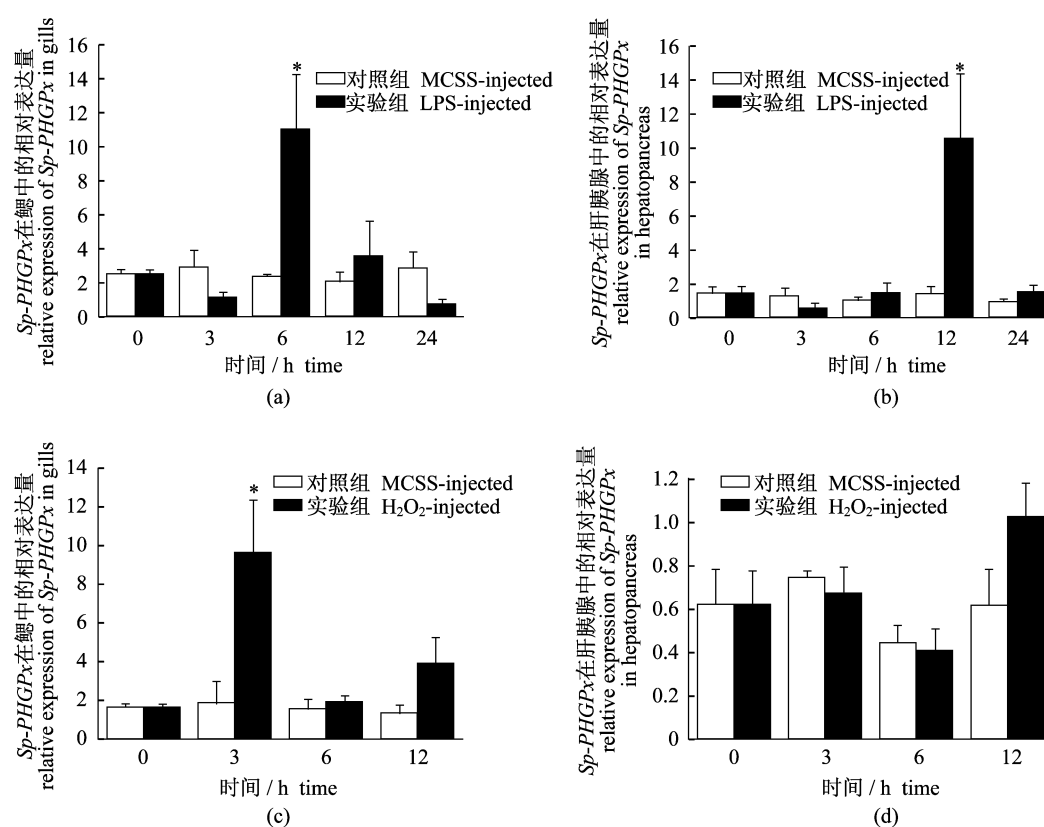 Sp-PHGPx在鳃中的相对表达量
relative expression of Sp-PHGPx in gills
16
14
12
10
8
6
4
2
0
*
对照组 MCSS-injected
实验组 LPS-injected
0 3 6 12 24
时间 / h time
(a)
Sp-PHGPx在肝胰腺中的相对表达量
relative expression of Sp-PHGPx
in hepatopancreas
16
14
12
10
8
6
4
2
0
*
对照组 MCSS-injected
实验组 LPS-injected
0 3 6 12 24
时间 / h time
(b)
Sp-PHGPx在鳃中的相对表达量
relative expression of Sp-PHGPx in gills
14
12
10
8
6
4
2
0
*
对照组 MCSS-injected
实验组 H₂O₂-injected
0 3 6 12
时间 / h time
(c)
Sp-PHGPx在肝胰腺中的相对表达量
relative expression of Sp-PHGPx
in hepatopancreas
1.2
1.0
0.8
0.6
0.4
0.2
0
对照组 MCSS-injected
实验组 H₂O₂-injected
0 3 6 12
时间 / h time
(d)